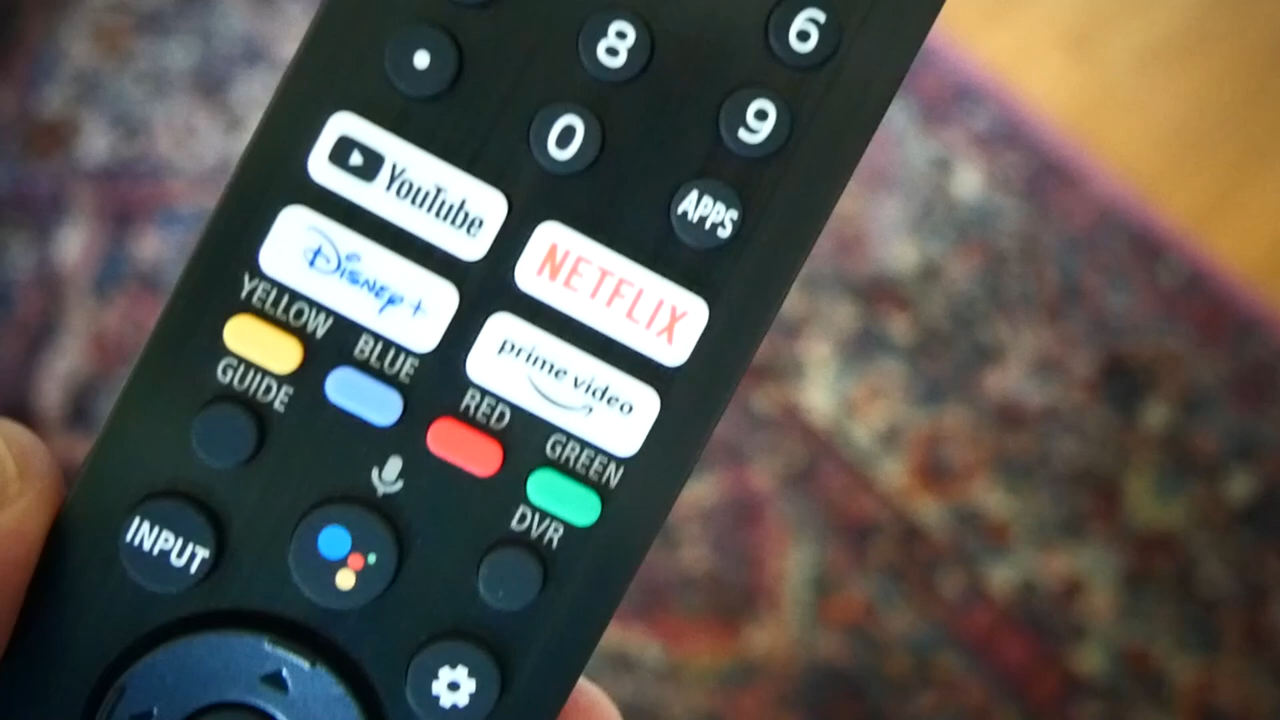 8
6
0
9
YouTube
APPS
Disney+
NETFLIX
YELLOW
BLUE
prime video
RED
GREEN
GUIDE
DVR
INPUT